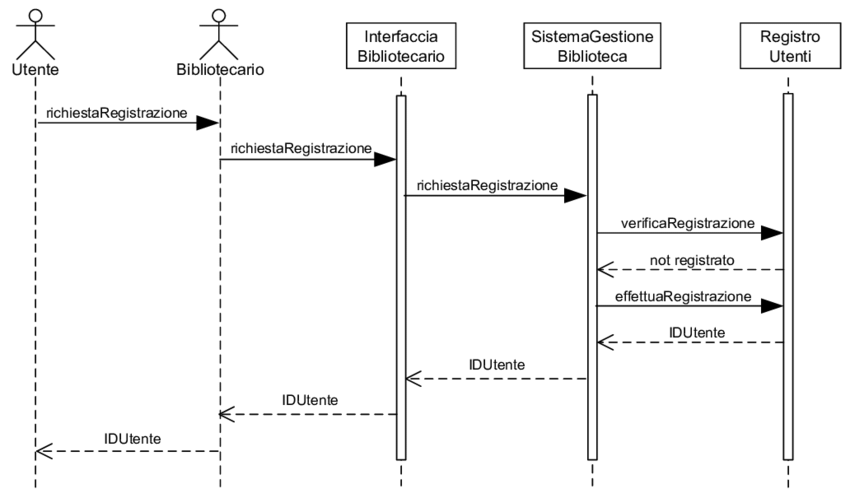 Utente
Bibliotecario
Interfaccia
Bibliotecario
SistemaGestione
Biblioteca
Registro
Utenti
richiestaRegistrazione
richiestaRegistrazione
richiestaRegistrazione
verificaRegistrazione
not registrato
effettuaRegistrazione
IDUtente
IDUtente
IDUtente
IDUtente